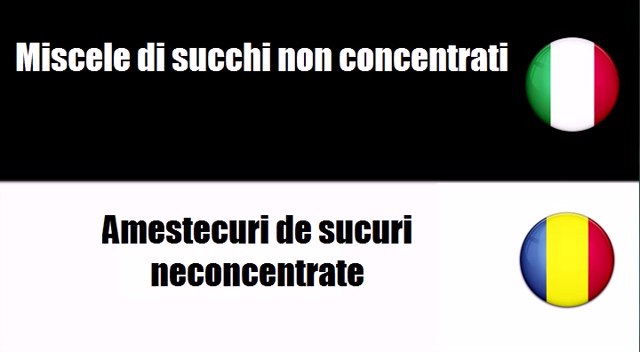 Miscele di succhi non concentrati
Amestecuri de sucuri
neconcentrate